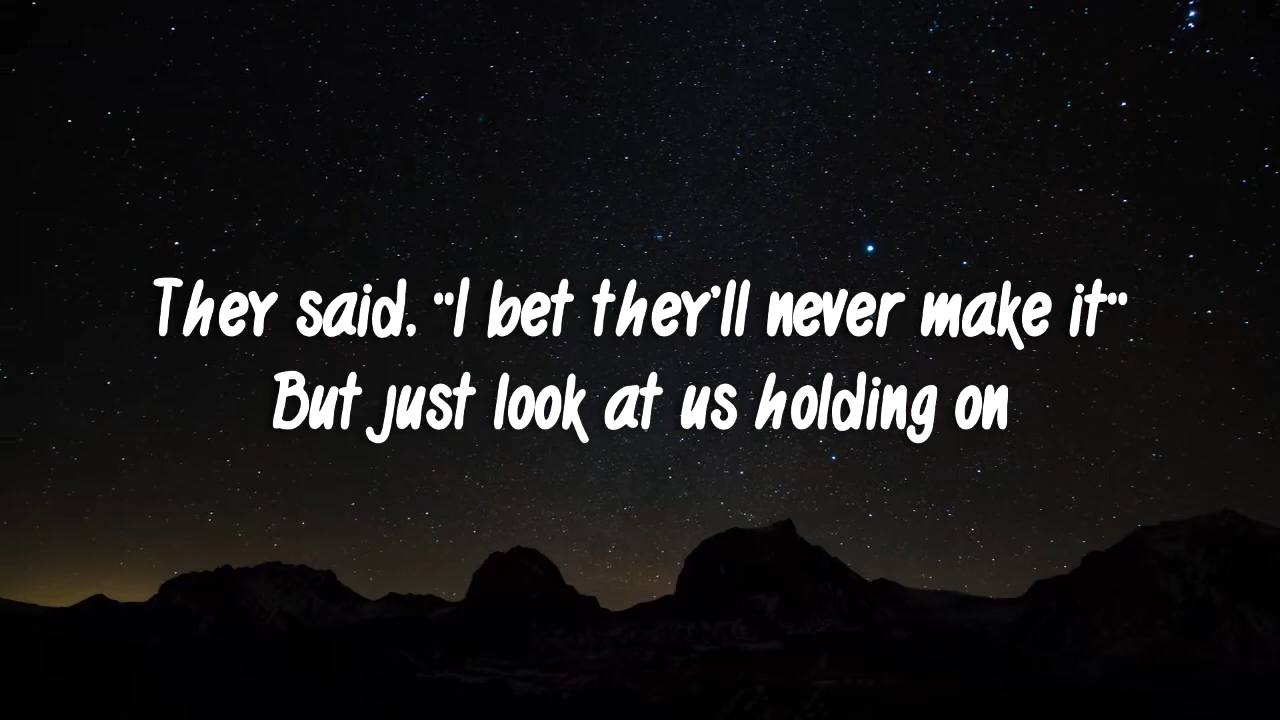 They said, "I bet they'll never make it"
But just look at us holding on